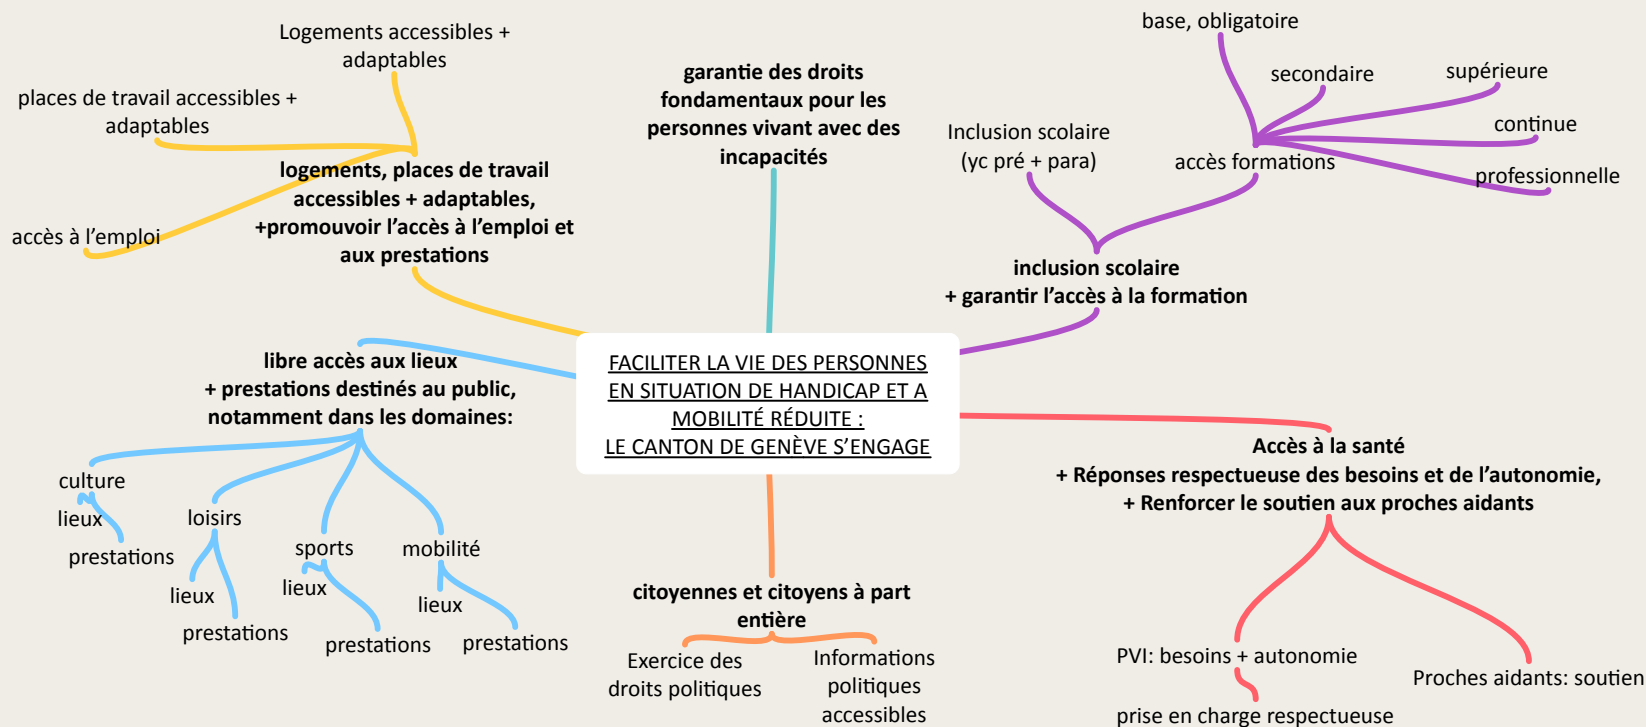 Logements accessibles +
adaptables
places de travail accessibles +
adaptables
logements, places de travail
accessibles + adaptables,
+promouvoir l’accès à l’emploi et
aux prestations
accès à l’emploi
garantie des droits
fondamentaux pour les
personnes vivant avec des
incapacités
base, obligatoire
secondaire
supérieure
continue
professionnelle
accès formations
Inclusion scolaire
(yc pré + para)
inclusion scolaire
+ garantir l’accès à la formation
FACILITER LA VIE DES PERSONNES
EN SITUATION DE HANDICAP ET A
MOBILITÉ RÉDUITE :
LE CANTON DE GENÈVE S’ENGAGE
libre accès aux lieux
+ prestations destinés au public,
notamment dans les domaines:
culture
lieux
prestations
loisirs
lieux
prestations
sports
lieux
prestations
mobilité
lieux
prestations
citoyennes et citoyens à part
entière
Exercice des
droits politiques
Informations
politiques
accessibles
Accès à la santé
+ Réponses respectueuse des besoins et de l’autonomie,
+ Renforcer le soutien aux proches aidants
PVI: besoins + autonomie
prise en charge respectueuse
Proches aidants: soutien